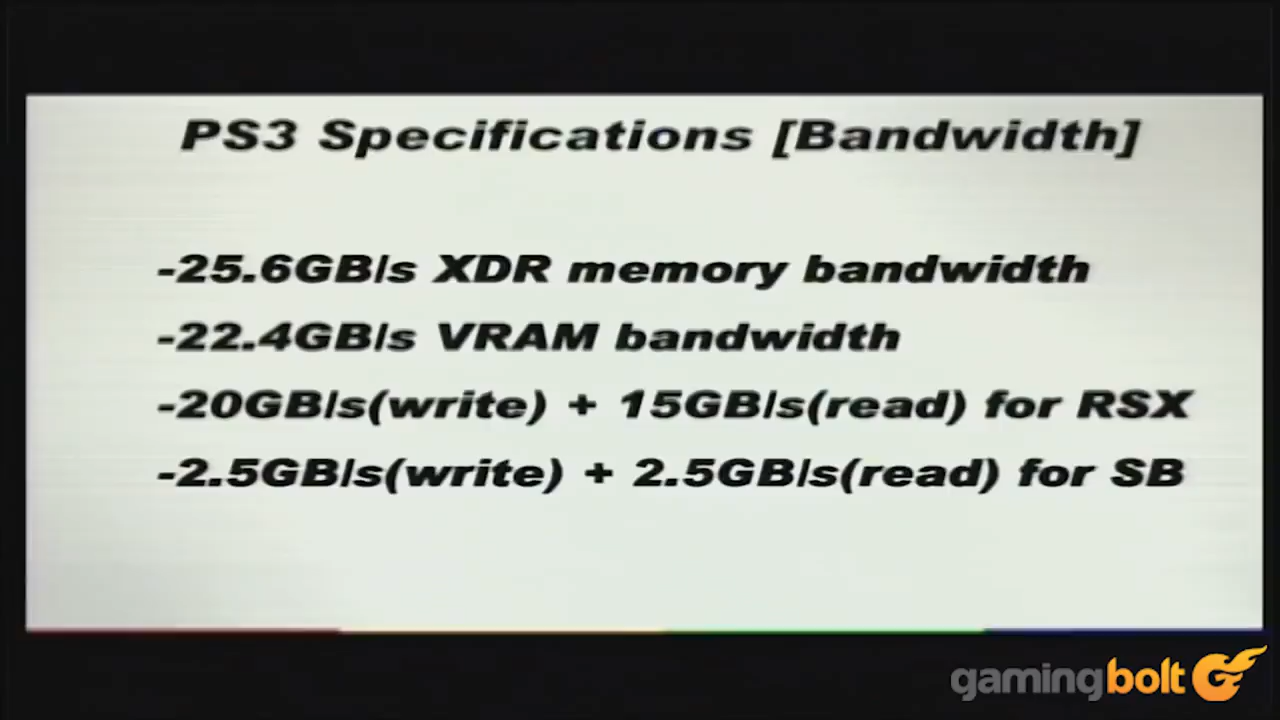 PS3 Specifications [Bandwidth]
-25.6GB/s XDR memory bandwidth
-22.4GB/s VRAM bandwidth
-20GB/s(write) + 15GB/s(read) for RSX
-2.5GB/s(write) + 2.5GB/s(read) for SB
gamingbolt